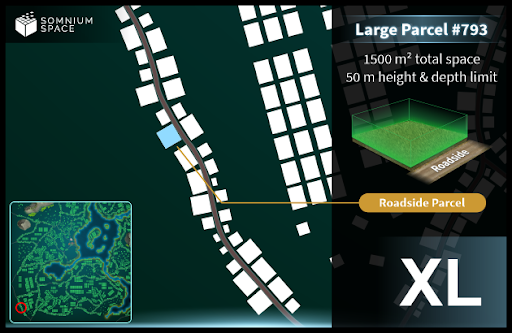 SOMNIUM
SPACE
Large Parcel #793
1500 m² total space
50 m height & depth limit
Roadside
Roadside Parcel
XL